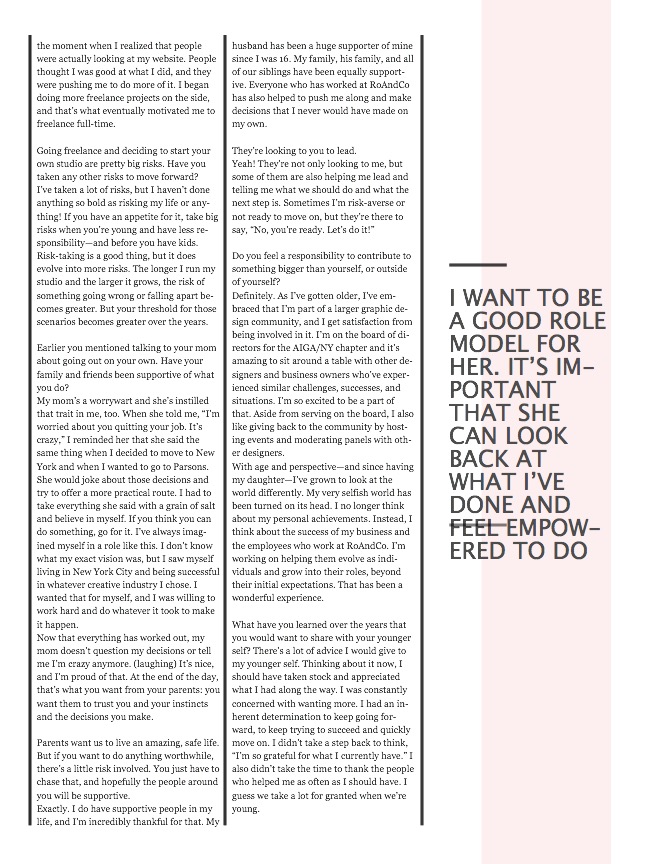 the moment when I realized that people
were actually looking at my website. People
thought I was good at what I did, and they
were pushing me to do more of it. I began
doing more freelance projects on the side,
and that's what eventually motivated me to
freelance full-time.
Going freelance and deciding to start your
own studio are pretty big risks. Have you
taken any other risks to move forward?
I've taken a lot of risks, but I haven't done
anything so bold as risking my life or any-
thing! If you have an appetite for it, take big
risks when you're young and have less re-
sponsibility—and before you have kids.
Risk-taking is a good thing, but it does
evolve into more risks. The longer I run my
studio and the larger it grows, the risk of
something going wrong or falling apart be-
comes greater. But your threshold for those
scenarios becomes greater over the years.
Earlier you mentioned talking to your mom
about going out on your own. Have your
family and friends been supportive of what
you do?
My mom's a worrywart and she's instilled
that trait in me, too. When she told me, “I'm
worried about you quitting your job. It's
crazy,” I reminded her that she said the
same thing when I decided to move to New
York and when I wanted to go to Parsons.
She would joke about those decisions and
try to offer a more practical route. I had to
take everything she said with a grain of salt
and believe in myself. If you think you can
do something, go for it. I've always imag-
ined myself in a role like this. I don't know
what my exact vision was, but I saw myself
living in New York City and being successful
in whatever creative industry I chose. I
wanted that for myself, and I was willing to
work hard and do whatever it took to make
it happen.
Now that everything has worked out, my
mom doesn't question my decisions or tell
me I'm crazy anymore. (laughing) It's nice,
and I'm proud of that. At the end of the day,
that's what you want from your parents: you
want them to trust you and your instincts
and the decisions you make.
Parents want us to live an amazing, safe life.
But if you want to do anything worthwhile,
there's a little risk involved. You just have to
chase that, and hopefully the people around
you will be supportive.
Exactly. I do have supportive people in my
life, and I'm incredibly thankful for that. My
husband has been a huge supporter of mine
since I was 16. My family, his family, and all
of our siblings have been equally support-
ive. Everyone who has worked at RoAndCo
has also helped to push me along and make
decisions that I never would have made on
my own.
They're looking to you to lead.
Yeah! They're not only looking to me, but
some of them are also helping me lead and
telling me what we should do and what the
next step is. Sometimes I'm risk-averse or
not ready to move on, but they're there to
say, “No, you're ready. Let's do it!”
Do you feel a responsibility to contribute to
something bigger than yourself, or outside
of yourself?
Definitely. As I've gotten older, I've em-
braced that I'm part of a larger graphic de-
sign community, and I get satisfaction from
being involved in it. I'm on the board of di-
rectors for the AIGA/NY chapter and it's
amazing to sit around a table with other de-
signers and business owners who've exper-
ienced similar challenges, successes, and
situations. I'm so excited to be a part of
that. Aside from serving on the board, I also
like giving back to the community by host-
ing events and moderating panels with oth-
er designers.
With age and perspective—and since having
my daughter—I've grown to look at the
world differently. My very selfish world has
been turned on its head. I no longer think
about my personal achievements. Instead, I
think about the success of my business and
the employees who work at RoAndCo. I'm
working on helping them evolve as indi-
viduals and grow into their roles, beyond
their initial expectations. That has been a
wonderful experience.
What have you learned over the years that
you would want to share with your younger
self? There's a lot of advice I would give to
my younger self. Thinking about it now, I
should have taken stock and appreciated
what I had along the way. I was constantly
concerned with wanting more. I had an in-
herent determination to keep going for-
ward, to keep trying to succeed and quickly
move on. I didn't take a step back to think,
“I'm so grateful for what I currently have.” I
also didn't take the time to thank the people
who helped me as often as I should have. I
guess we take a lot for granted when we're
young.
I WANT TO BE
A GOOD ROLE
MODEL FOR
HER. IT'S IM-
PORTANT
THAT SHE
CAN LOOK
BACK AT
WHAT I'VE
DONE AND
FEEL EMPOW-
ERED TO DO